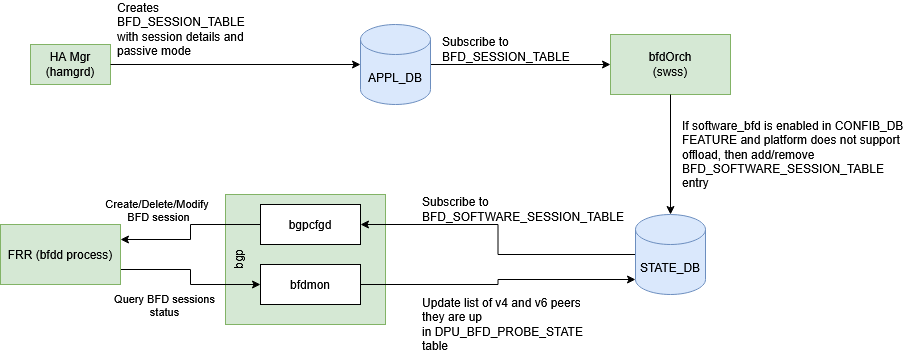 Creates
BFD_SESSION_TABLE
with session details and
passive mode
HA Mgr
(hamgrd)
APPL_DB
Subscribe to
BFD_SESSION_TABLE
bfdOrch
(swss)
If software_bfd is enabled in CONFIB_DB
FEATURE and platform does not support
offload, then add/remove
BFD_SOFTWARE_SESSION_TABLE
entry
Create/Delete/Modify
BFD session
bgpcfgd
Subscribe to
BFD_SOFTWARE_SESSION_TABLE
FRR (bfdd process)
bgp
STATE_DB
bfdmon
Query BFD sessions
status
Update list of v4 and v6 peers
they are up
in DPU_BFD_PROBE_STATE
table